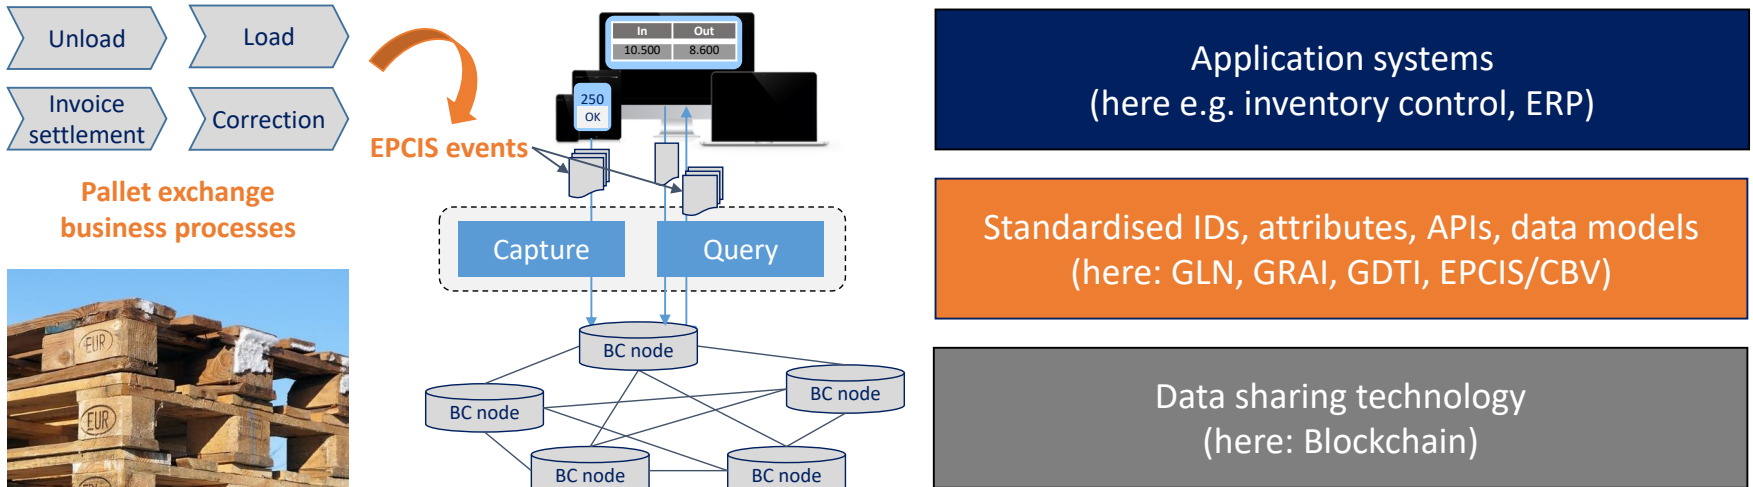 Unload
Load
Invoice
settlement
Correction
Pallet exchange
business processes
EUR
EUR
EPCIS events
In Out
10.500 8.600
250
OK
Capture
Query
BC node
BC node
BC node
BC node
BC node
Application systems
(here e.g. inventory control, ERP)
Standardised IDs, attributes, APIs, data models
(here: GLN, GRAI, GDTI, EPCIS/CBV)
Data sharing technology
(here: Blockchain)